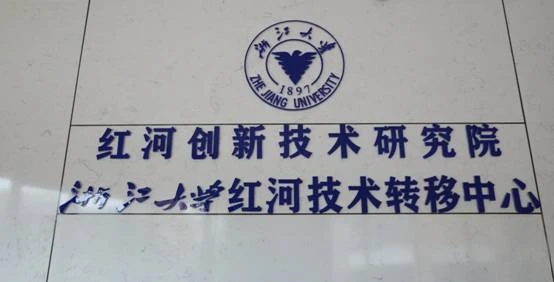 浙江大学
1897
ZHE JIANG UNIVERSITY
红河创新技术研究院
浙江大学红河技术转移中心